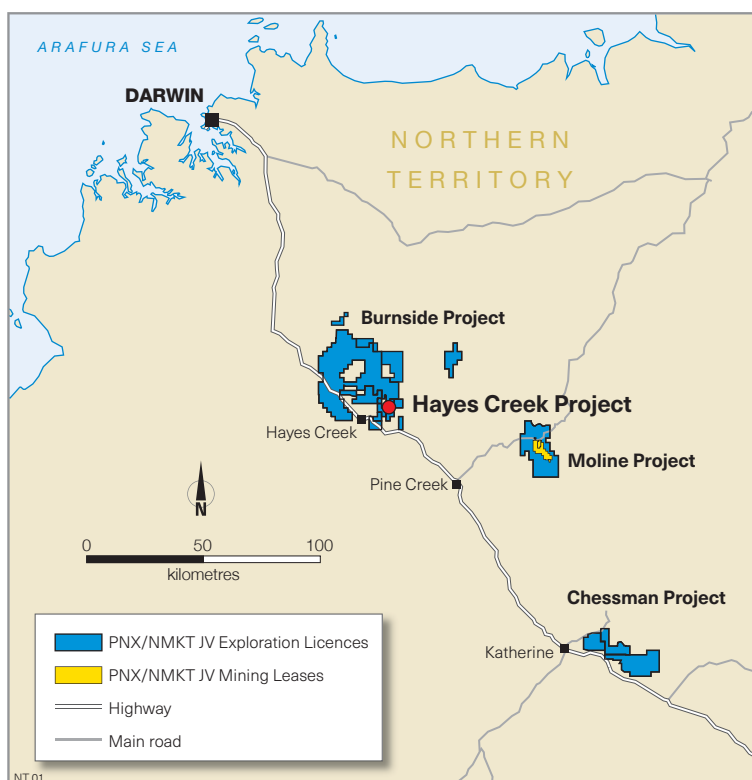 ARAFURA SEA
DARWIN
NORTHERN
TERRITORY
Burnside Project
Hayes Creek Project
Hayes Creek
Moline Project
Pine Creek
N
0 50 100
kilometres
Chessman Project
Katherine
PNX/NMKT JV Exploration Licences
PNX/NMKT JV Mining Leases
Highway
Main road
NT 01